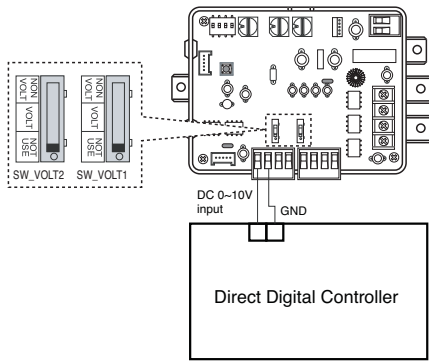 NON VOLT
VOLT
NOT USE
NON VOLT
VOLT
NOT USE
SW_VOLT2
SW_VOLT1
DC 0~10V
input
GND
Direct Digital Controller